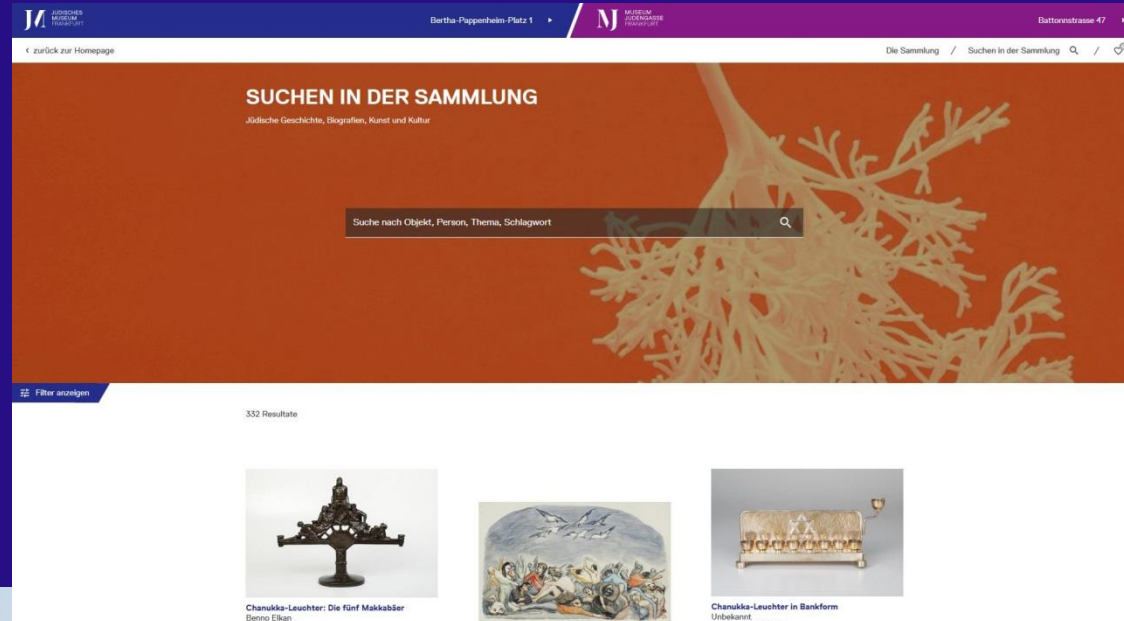 JÜDISCHES
MUSEUM
FRANKFURT
Bertha-Pappenheim-Platz 1
MUSEUM
JUDENGASSE
FRANKFURT
Battonnstrasse 47
zurück zur Homepage
Die Sammlung / Suchen in der Sammlung /
SUCHEN IN DER SAMMLUNG
Jüdische Geschichte, Biografien, Kunst und Kultur
Suche nach Objekt, Person, Thema, Schlagwort
Filter anzeigen
332 Resultate
Chanukka-Leuchter: Die fünf Makkabäer
Benno Elkan
Chanukka-Leuchter in Bankform
Unbekannt